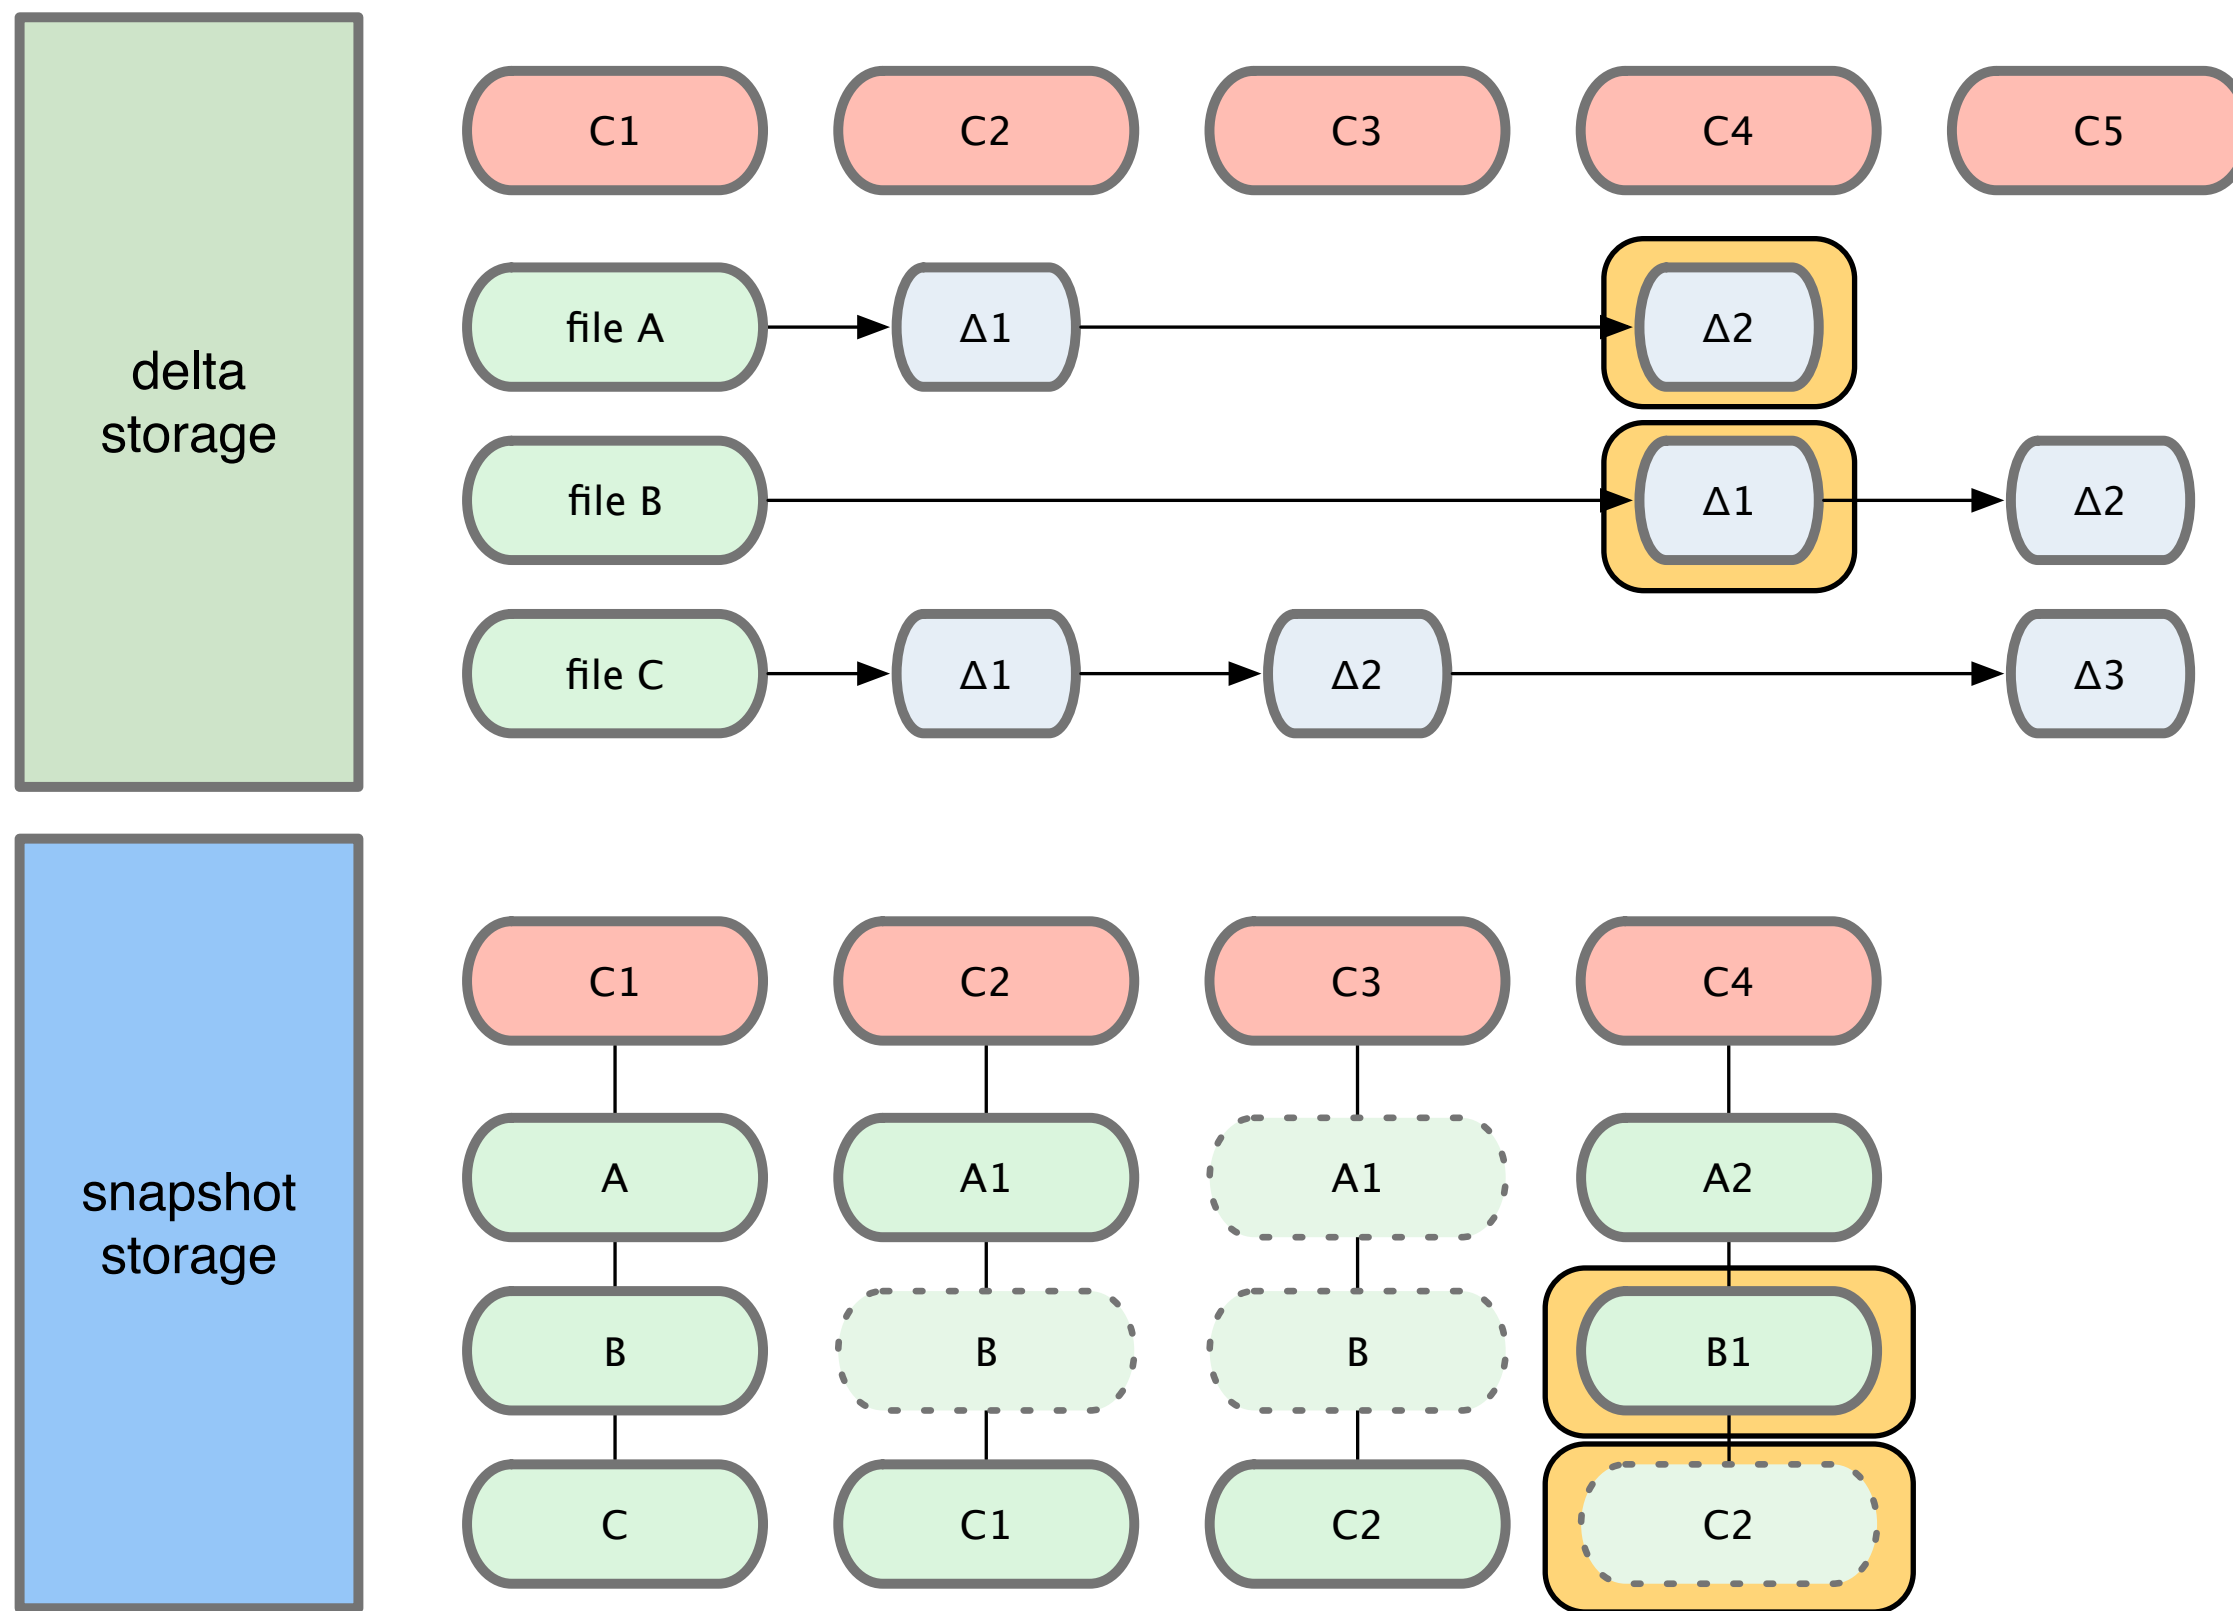 delta
storage
C1 C2 C3 C4 C5
file A Δ1 Δ2
file B Δ1 Δ2
file C Δ1 Δ2 Δ3
snapshot
storage
C1 C2 C3 C4
A A1 A1 A2
B B B B1
C C1 C2 C2